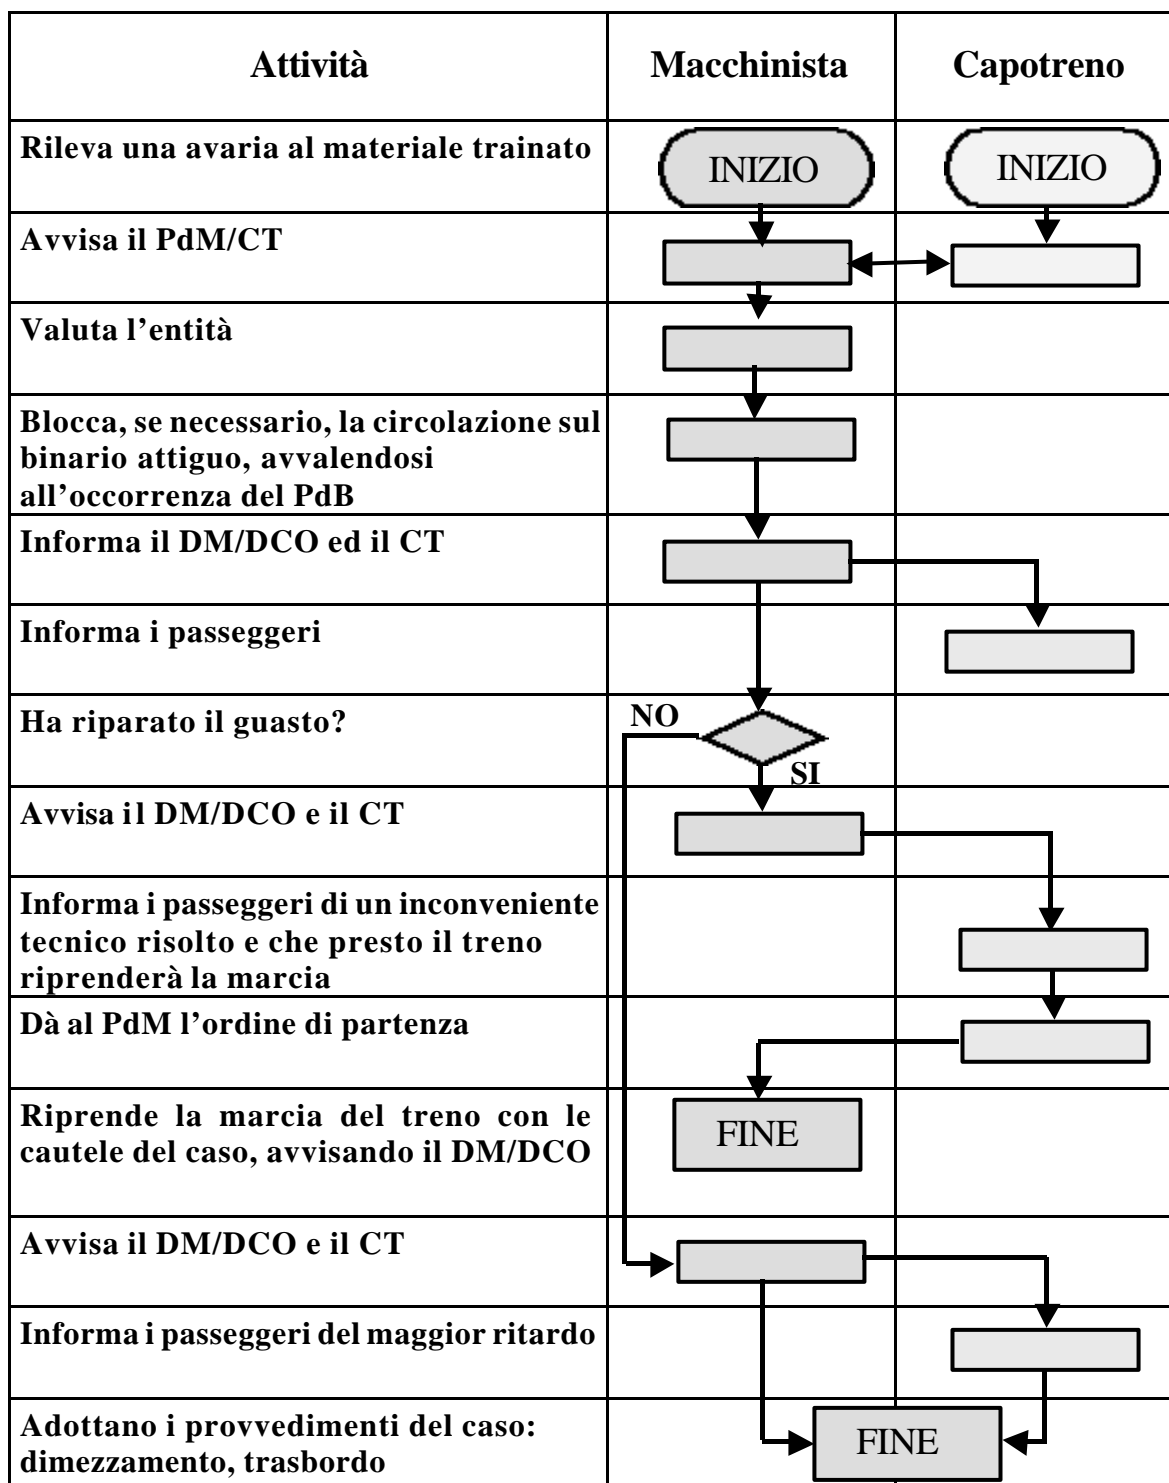 Attività
Macchinista
Capotreno
Rileva una avaria al materiale trainato
INIZIO
INIZIO
Avvisa il PdM/CT
Valuta l’entità
Blocca, se necessario, la circolazione sul
binario attiguo, avvalendosi
all’occorrenza del PdB
Informa il DM/DCO ed il CT
Informa i passeggeri
Ha riparato il guasto?
NO
SI
Avvisa il DM/DCO e il CT
Informa i passeggeri di un inconveniente
tecnico risolto e che presto il treno
riprenderà la marcia
Dà al PdM l’ordine di partenza
Riprende la marcia del treno con le
cautele del caso, avvisando il DM/DCO
FINE
Avvisa il DM/DCO e il CT
Informa i passeggeri del maggior ritardo
Adottano i provvedimenti del caso:
dimezzamento, trasbordo
FINE